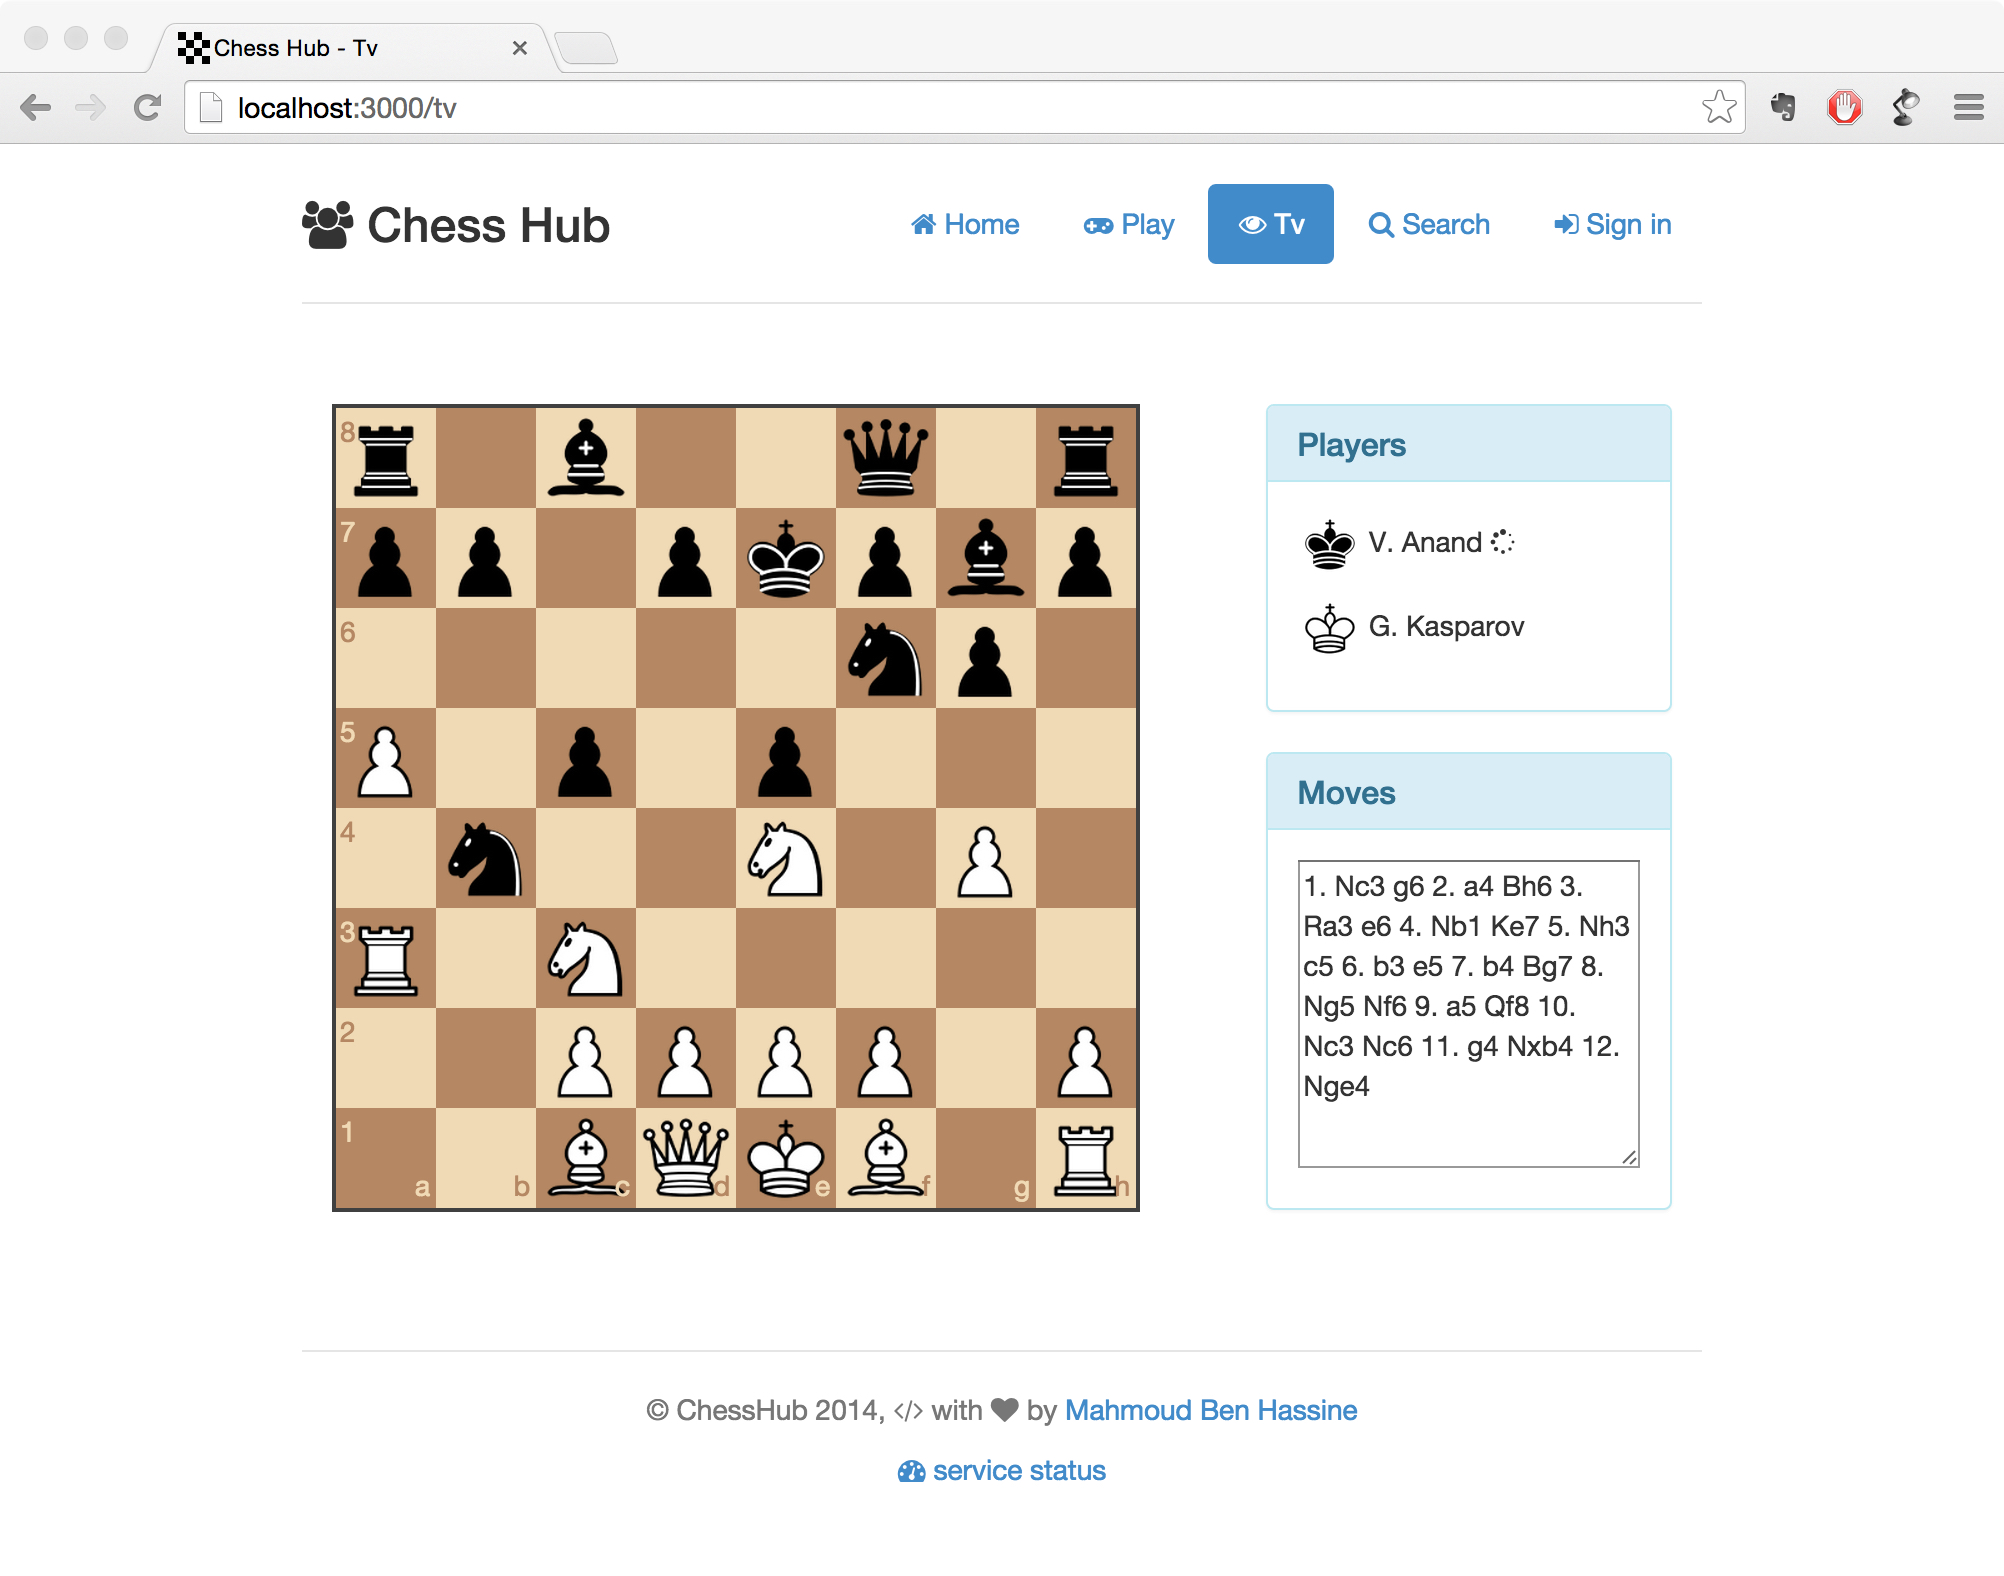 Chess Hub - Tv
localhost:3000/tv
Chess Hub
Home
Play
Tv
Search
Sign in
8
7
6
5
4
3
2
1
a
b
c
d
e
f
g
h
Players
V. Anand
G. Kasparov
Moves
1. Nc3 g6 2. a4 Bh6 3.
Ra3 e6 4. Nb1 Ke7 5. Nh3
c5 6. b3 e5 7. b4 Bg7 8.
Ng5 Nf6 9. a5 Qf8 10.
Nc3 Nc6 11. g4 Nxb4 12.
Nge4
© ChessHub 2014, </> with ♥ by Mahmoud Ben Hassine
service status